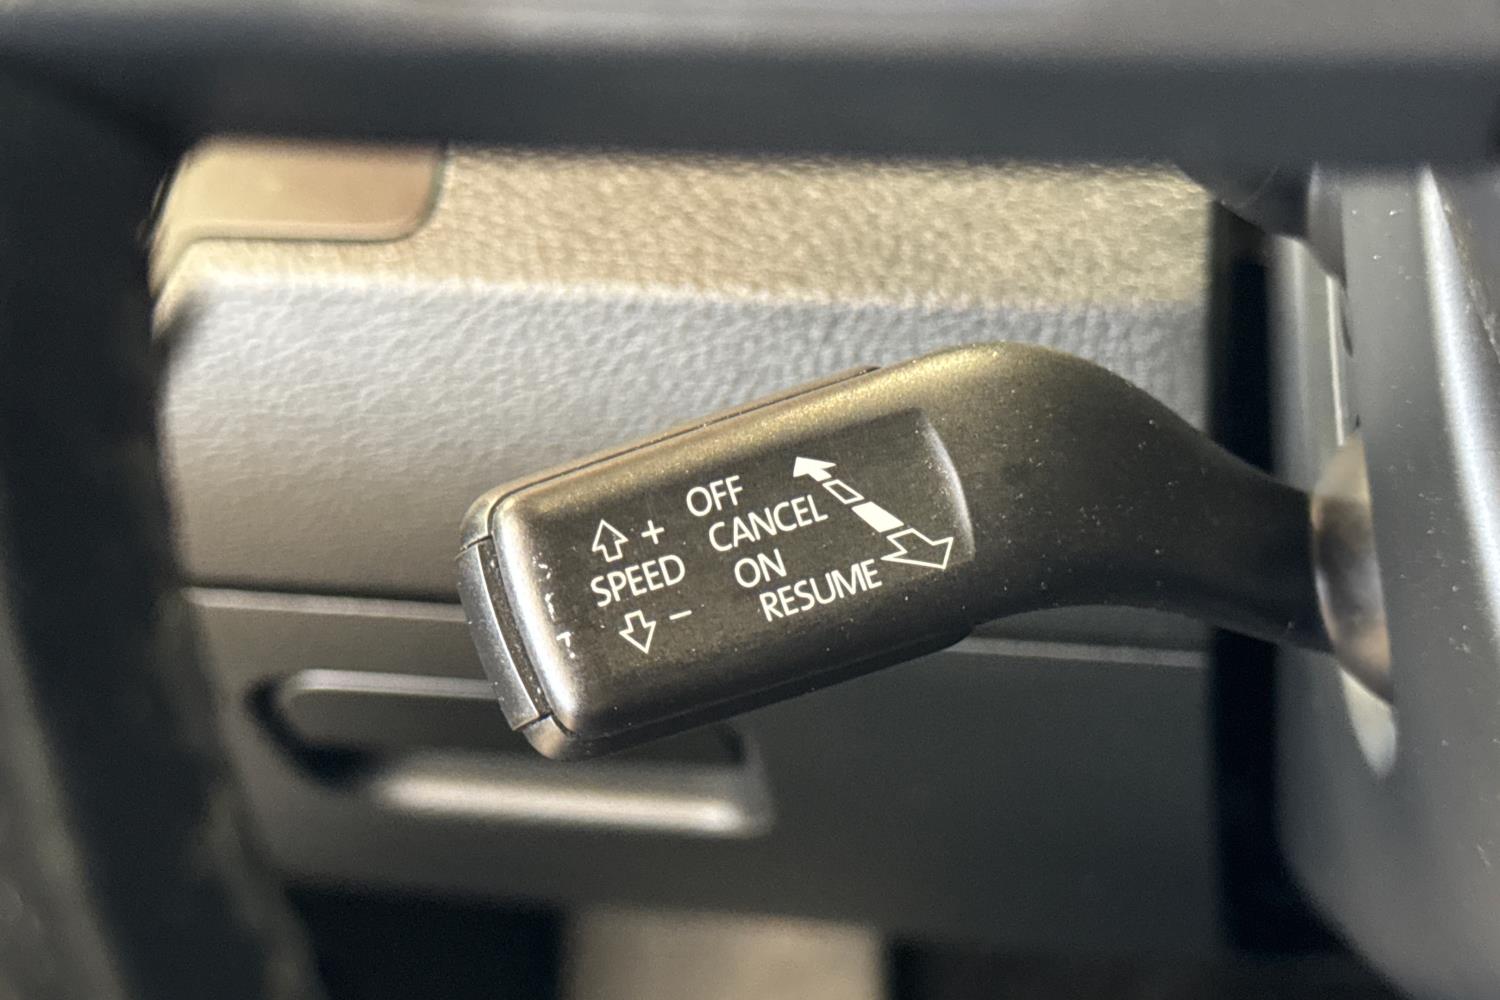 +
SPEED
−
OFF
CANCEL
ON
RESUME